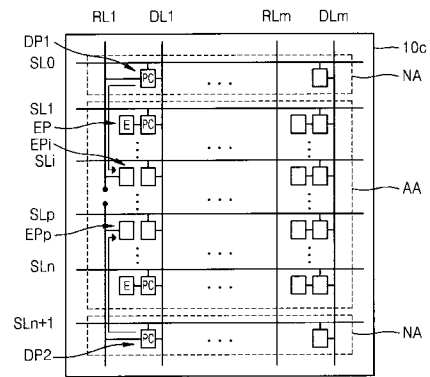 RL1 DL1 RLm DLm
DP1
10c
SL0
PC
NA
SL1
EP
E PC
EPi
SLi
AA
SLp
EPp
SLn
E PC
SLn+1
NA
PC
DP2